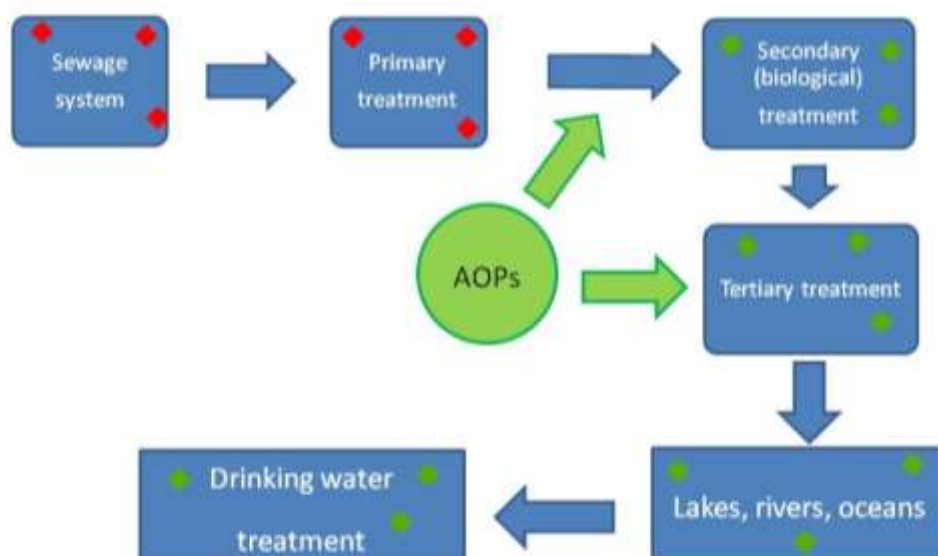 Sewage
system
Primary
treatment
Secondary
(biological)
treatment
AOPs
Tertiary treatment
Drinking water
treatment
Lakes, rivers, oceans